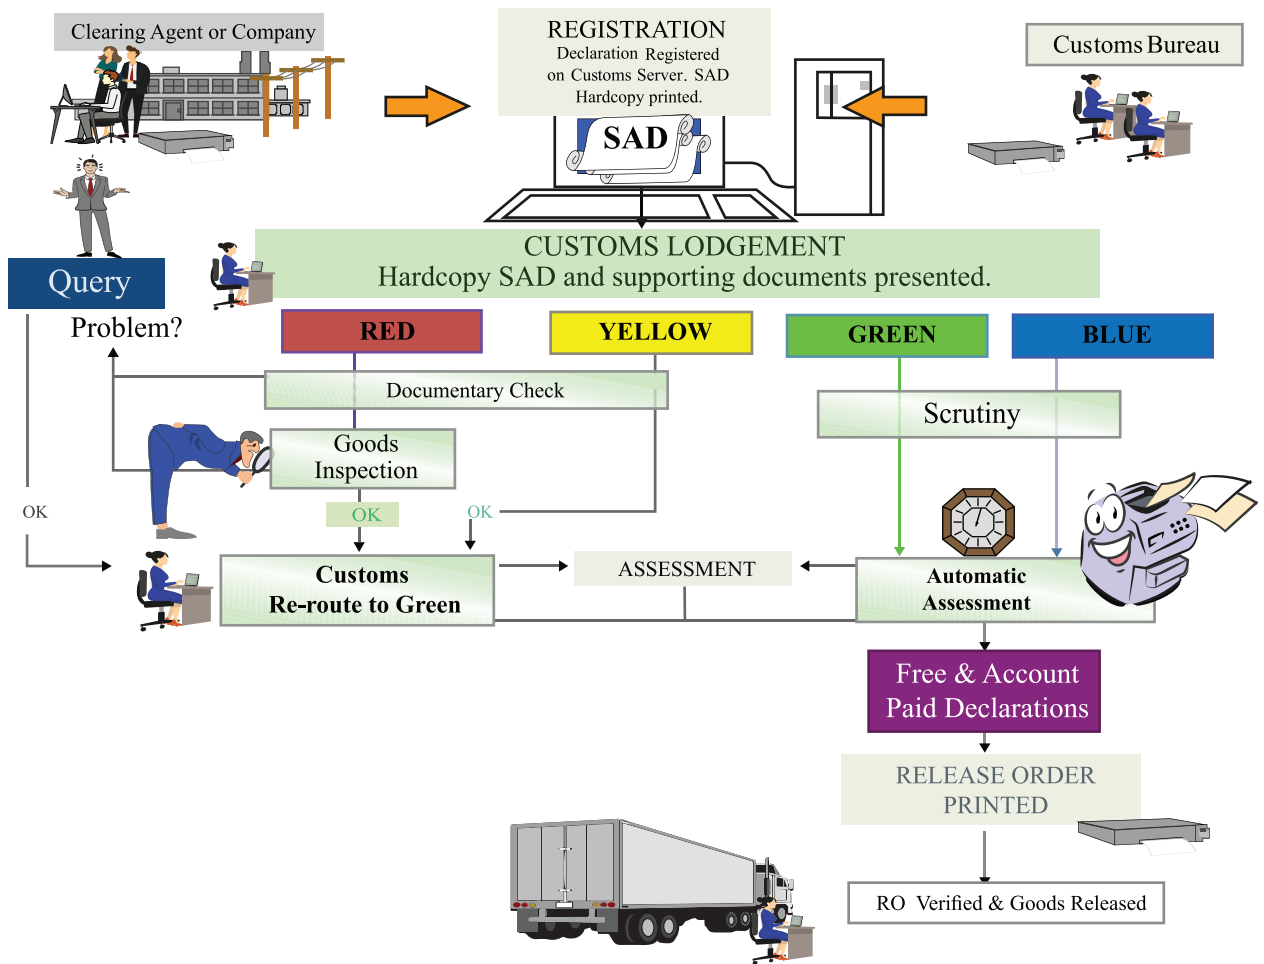 Clearing Agent or Company
REGISTRATION
Declaration Registered
on Customs Server. SAD
Hardcopy printed.
Customs Bureau
SAD
CUSTOMS LODGEMENT
Hardcopy SAD and supporting documents presented.
Query
Problem?
RED
YELLOW
GREEN
BLUE
Documentary Check
Scrutiny
Goods
Inspection
OK
OK
OK
Customs
Re-route to Green
ASSESSMENT
Automatic
Assessment
Free & Account
Paid Declarations
RELEASE ORDER
PRINTED
RO Verified & Goods Released